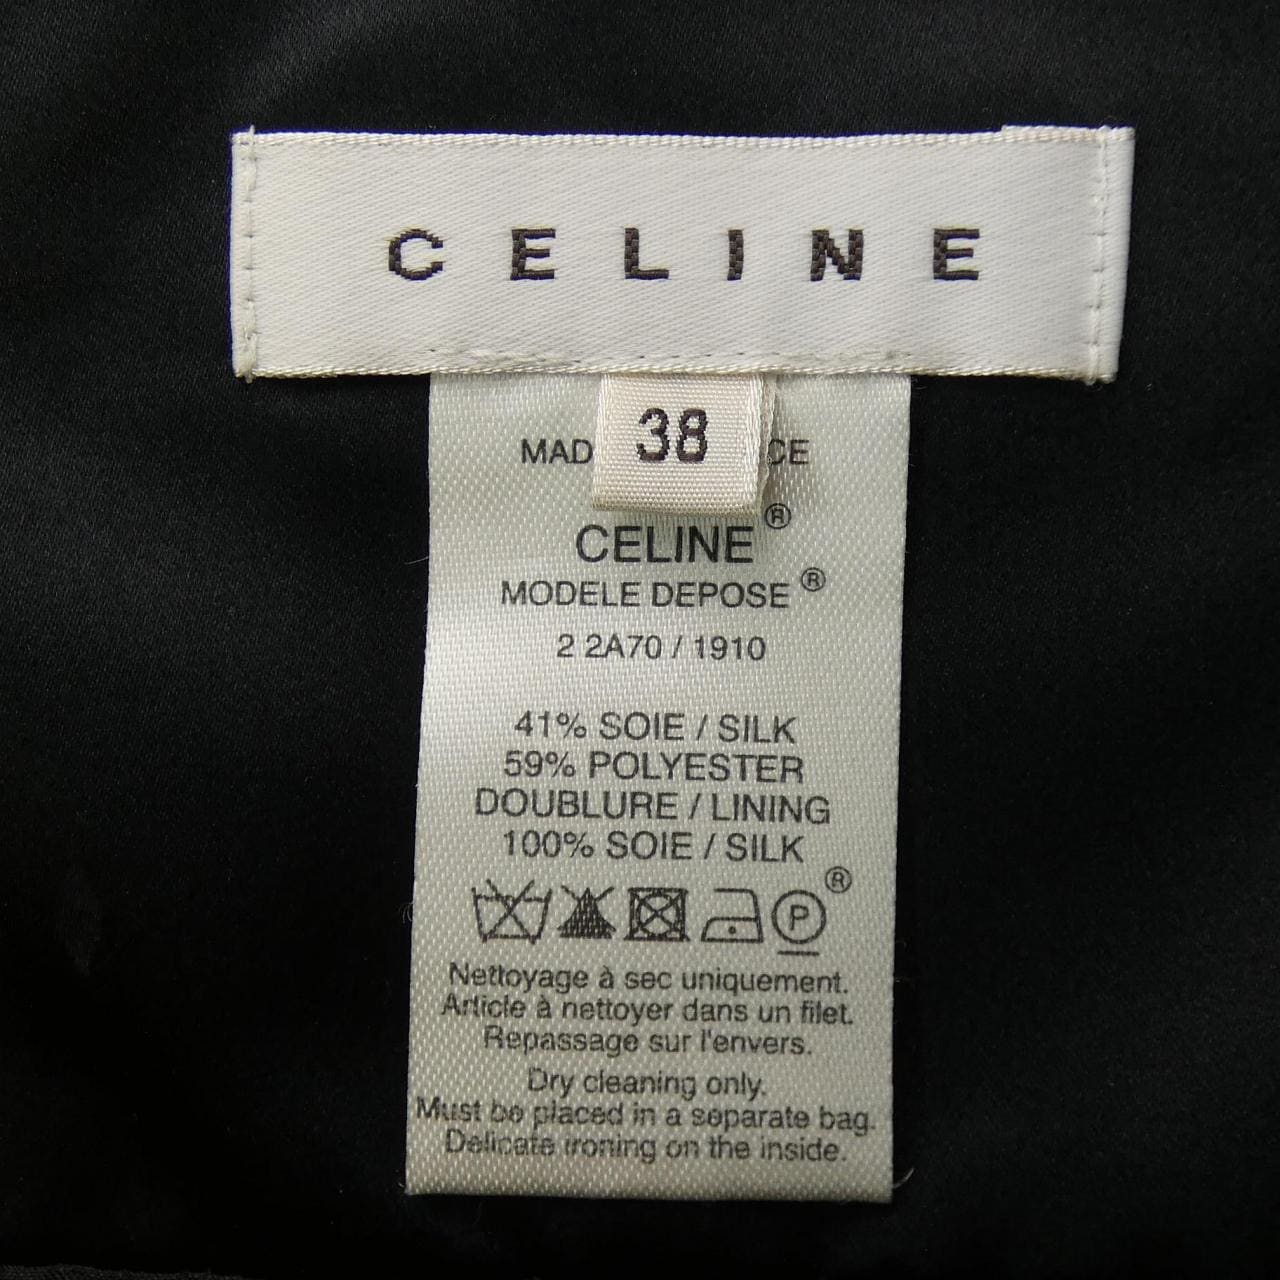 CELINE
38
MAD CE
CELINE ®
MODELE DEPOSE ®
2 2A70 / 1910
41% SOIE / SILK
59% POLYESTER
DOUBLURE / LINING
100% SOIE / SILK
P ®
Nettoyage à sec uniquement.
Article à nettoyer dans un filet.
Repassage sur l'envers.
Dry cleaning only.
Must be placed in a separate bag.
Delicate ironing on the inside.